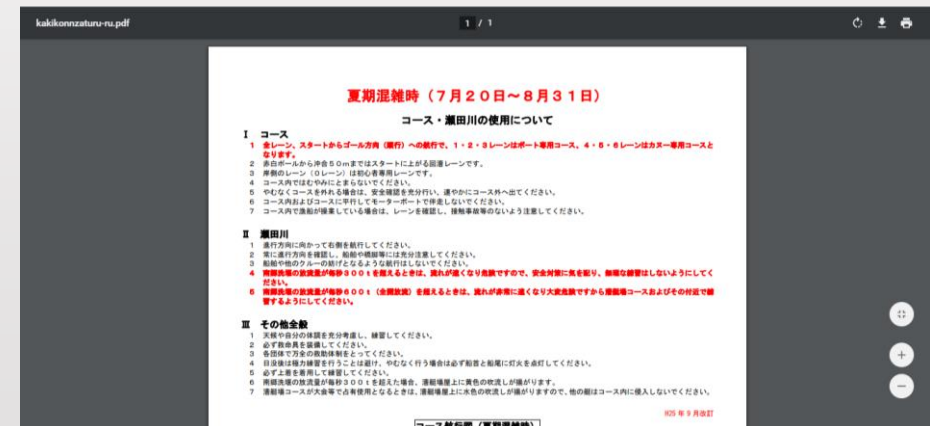 kakikonnzaturu-ru.pdf
1 / 1
夏期混雑時(7月20日~8月31日)
コース・瀬田川の使用について
Ⅰ コース
1 全レーン、スタートからゴール方向(順行)への航行で、1・2・3レーンはボート専用コース、4・5・6レーンはカヌー専用コースと
なります。
2 赤白ポールから沖合50mまではスタートに上がる回漕レーンです。
3 岸側のレーン(0レーン)は初心者専用レーンです。
4 コース内ではむやみにとまらないでください。
5 やむなくコースを外れる場合は、安全確認を充分行い、速やかにコース外へ出てください。
6 コース内およびコースに平行してモーターボートで伴走しないでください。
7 コース内で漁船が操業している場合は、レーンを確認し、接触事故等のないよう注意してください。
Ⅱ 瀬田川
1 進行方向に向かって右側を航行してください。
2 常に進行方向を確認し、船舶や橋脚等には充分注意してください。
3 船舶や他のクルーの妨げとなるような航行はしないでください。
4 南郷洗堰の放流量が毎秒300tを超えるときは、流れが速くなり危険ですので、安全対策に気を配り、無理な練習はしないようにしてく
ださい。
5 南郷洗堰の放流量が毎秒600t(全開放流)を超えるときは、流れが非常に速くなり大変危険ですから漕艇場コースおよびその付近で練
習するようにしてください。
Ⅲ その他全般
1 天候や自分の体調を充分考慮し、練習してください。
2 必ず救命具を装備してください。
3 各団体で万全の救助体制をとってください。
4 日没後は極力練習を行うことは避け、やむなく行う場合は必ず船首と船尾に灯火を点灯してください。
5 必ず上着を着用して練習してください。
6 南郷洗堰の放流量が毎秒300tを超えた場合、漕艇場屋上に黄色の吹流しが揚がります。
7 漕艇場コースが大会等で占有使用となるときは、漕艇場屋上に水色の吹流しが揚がりますので、他の艇はコース内に侵入しないでください。
H25年9月改訂
コース航行図(夏期混雑時)